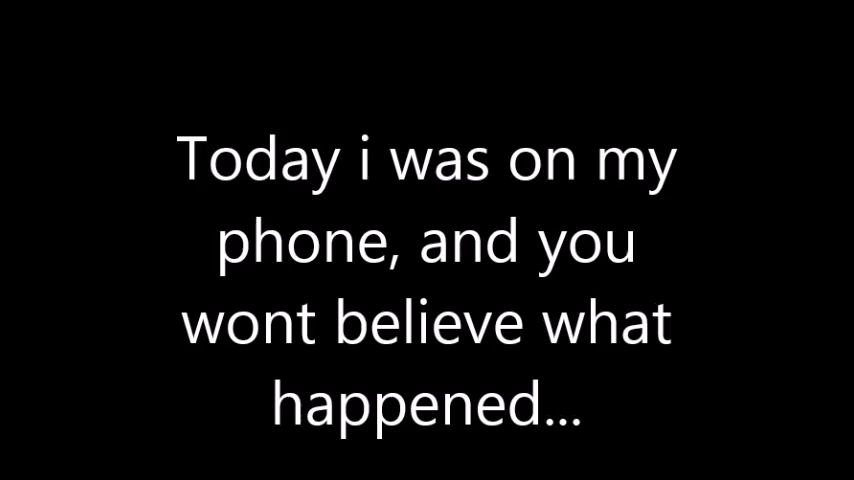 Today i was on my
phone, and you
wont believe what
happened...